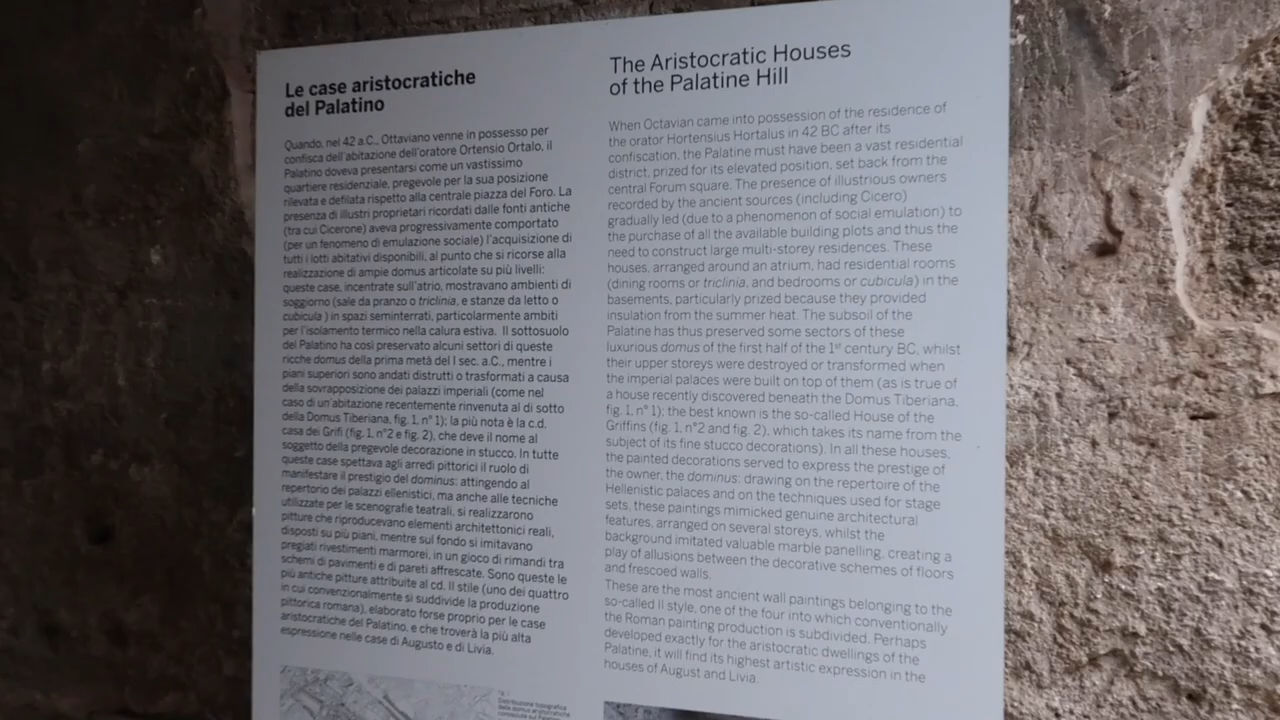 Le case aristocratiche
del Palatino
Quando, nel 42 a.C., Ottaviano venne in possesso per
confisca dell'abitazione dell'oratore Ortensio Ortalo, il
Palatino doveva presentarsi come un vastissimo
quartiere residenziale, pregevole per la sua posizione
rilevata e defilata rispetto alla centrale piazza del Foro. La
presenza di illustri proprietari ricordati dalle fonti antiche
(tra cui Cicerone) aveva progressivamente comportato
(per un fenomeno di emulazione sociale) l'acquisizione di
tutti i lotti abitativi disponibili, al punto che si ricorse alla
realizzazione di ampie domus articolate su più livelli:
queste case, incentrate sull'atrio, mostravano ambienti di
soggiorno (sale da pranzo o triclinia, e stanze da letto o
cubicula ) in spazi seminterrati, particolarmente ambiti
per l'isolamento termico nella calura estiva. Il sottosuolo
del Palatino ha così preservato alcuni settori di queste
ricche domus della prima metà del I sec. a.C., mentre i
piani superiori sono andati distrutti o trasformati a causa
della sovrapposizione dei palazzi imperiali (come nel
caso di un'abitazione recentemente rinvenuta al di sotto
della Domus Tiberiana, fig. 1, n° 1); la più nota è la c.d.
casa dei Grifi (fig. 1, n°2 e fig. 2), che deve il nome al
soggetto della pregevole decorazione in stucco. In tutte
queste case spettava agli arredi pittorici il ruolo di
manifestare il prestigio del dominus: attingendo al
repertorio dei palazzi ellenistici, ma anche alle tecniche
utilizzate per le scenografie teatrali, si realizzarono
pitture che riproducevano elementi architettonici reali,
disposti su più piani, mentre sul fondo si imitavano
pregiati rivestimenti marmorei, in un gioco di rimandi tra
schemi di pavimenti e di pareti affrescate. Sono queste le
più antiche pitture attribuite al cd. II stile (uno dei quattro
in cui convenzionalmente si suddivide la produzione
pittorica romana), elaborato forse proprio per le case
aristocratiche del Palatino, e che troverà la più alta
espressione nelle case di Augusto e di Livia.
fig. 1
Distribuzione topografica
delle domus aristocratiche
conosciute sul Palatino
The Aristocratic Houses
of the Palatine Hill
When Octavian came into possession of the residence of
the orator Hortensius Hortalus in 42 BC after its
confiscation, the Palatine must have been a vast residential
district, prized for its elevated position, set back from the
central Forum square. The presence of illustrious owners
recorded by the ancient sources (including Cicero)
gradually led (due to a phenomenon of social emulation) to
the purchase of all the available building plots and thus the
need to construct large multi-storey residences. These
houses, arranged around an atrium, had residential rooms
(dining rooms or triclinia, and bedrooms or cubicula) in the
basements, particularly prized because they provided
insulation from the summer heat. The subsoil of the
Palatine has thus preserved some sectors of these
luxurious domus of the first half of the 1st century BC, whilst
their upper storeys were destroyed or transformed when
the imperial palaces were built on top of them (as is true of
a house recently discovered beneath the Domus Tiberiana,
fig. 1, n° 1); the best known is the so-called House of the
Griffins (fig. 1, n°2 and fig. 2), which takes its name from the
subject of its fine stucco decorations). In all these houses,
the painted decorations served to express the prestige of
the owner, the dominus: drawing on the repertoire of the
Hellenistic palaces and on the techniques used for stage
sets, these paintings mimicked genuine architectural
features, arranged on several storeys, whilst the
background imitated valuable marble panelling, creating a
play of allusions between the decorative schemes of floors
and frescoed walls.
These are the most ancient wall paintings belonging to the
so-called II style, one of the four into which conventionally
the Roman painting production is subdivided. Perhaps
developed exactly for the aristocratic dwellings of the
Palatine, it will find its highest artistic expression in the
houses of August and Livia.